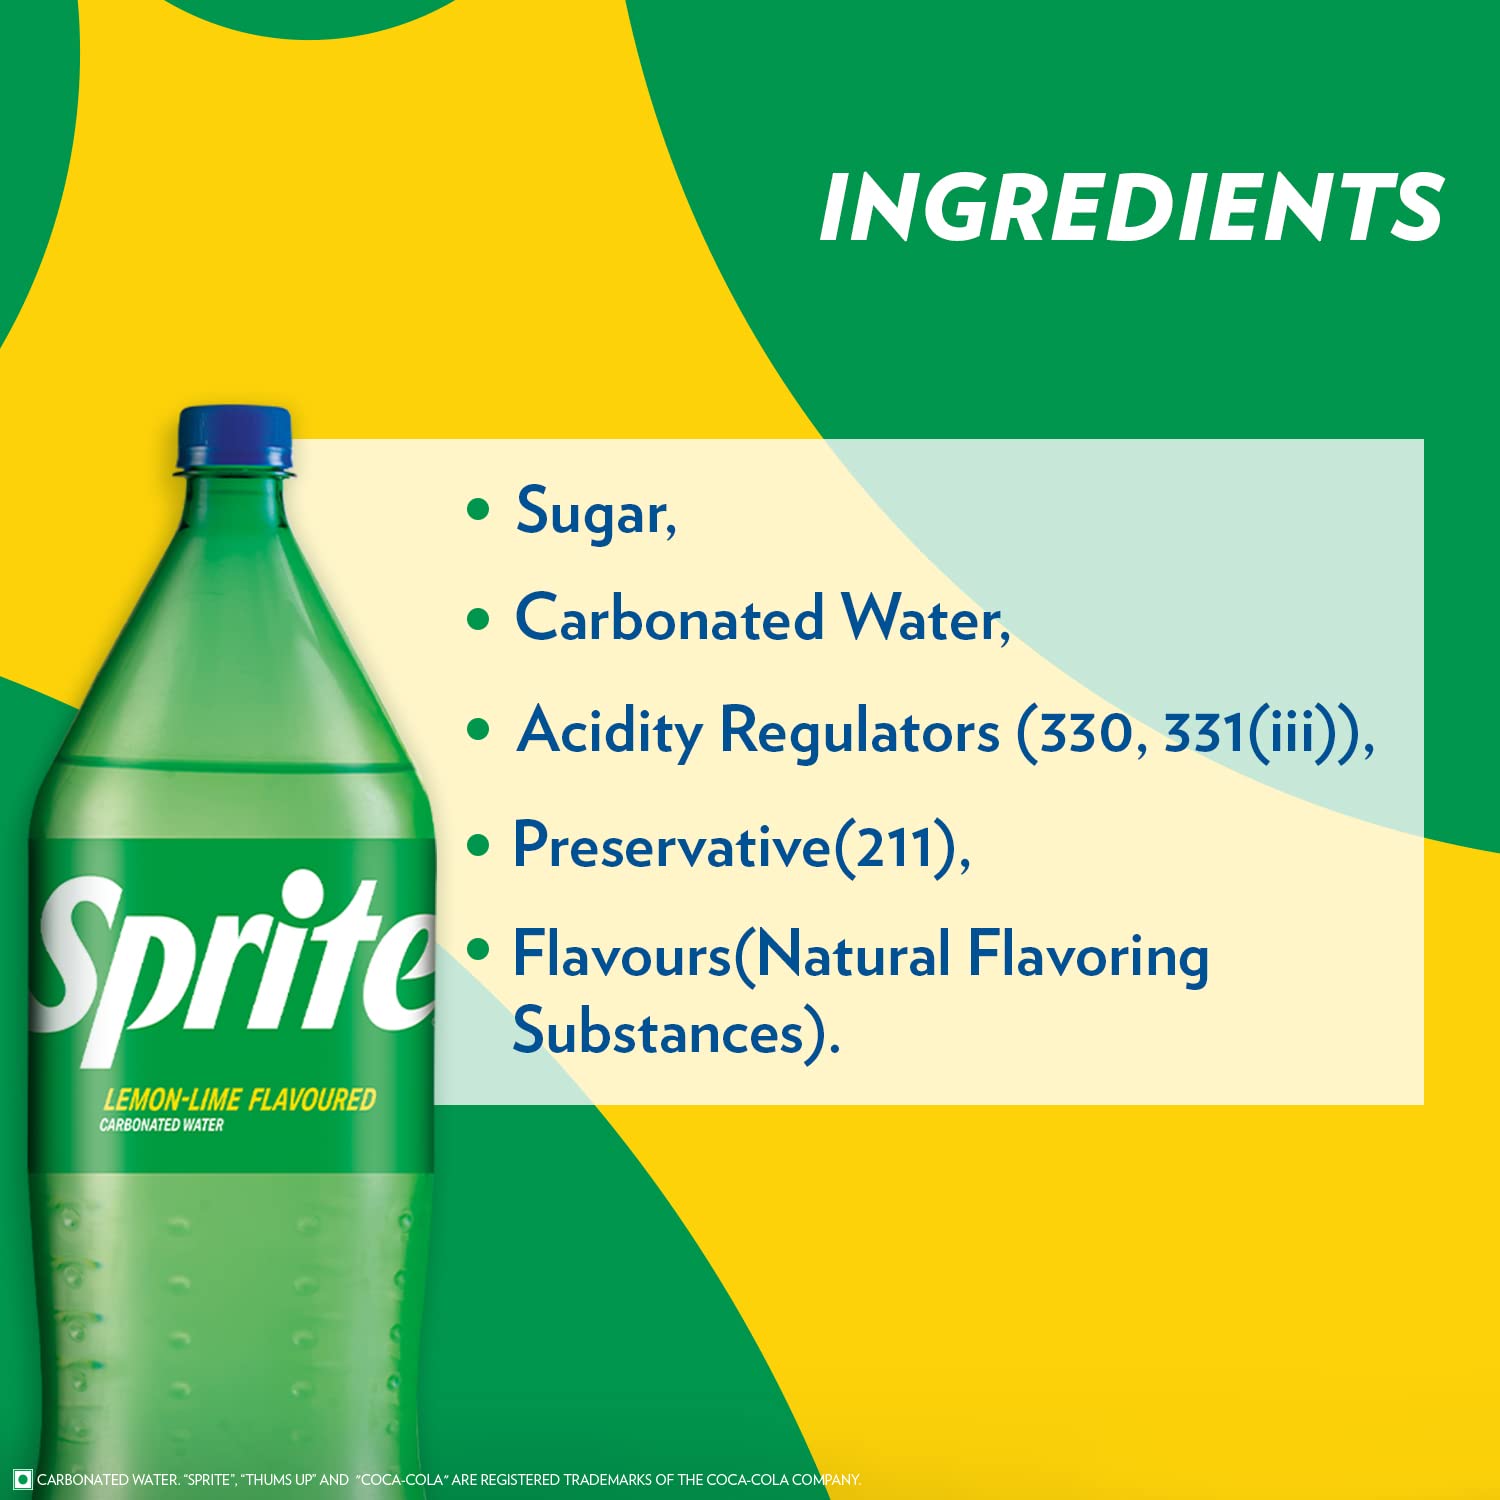 INGREDIENTS
• Sugar,
• Carbonated Water,
• Acidity Regulators (330, 331(iii)),
• Preservative(211),
• Flavours(Natural Flavoring
Substances).
Sprite
LEMON-LIME FLAVOURED
CARBONATED WATER
CARBONATED WATER. “SPRITE”, “THUMS UP” AND “COCA-COLA” ARE REGISTERED TRADEMARKS OF THE COCA-COLA COMPANY.